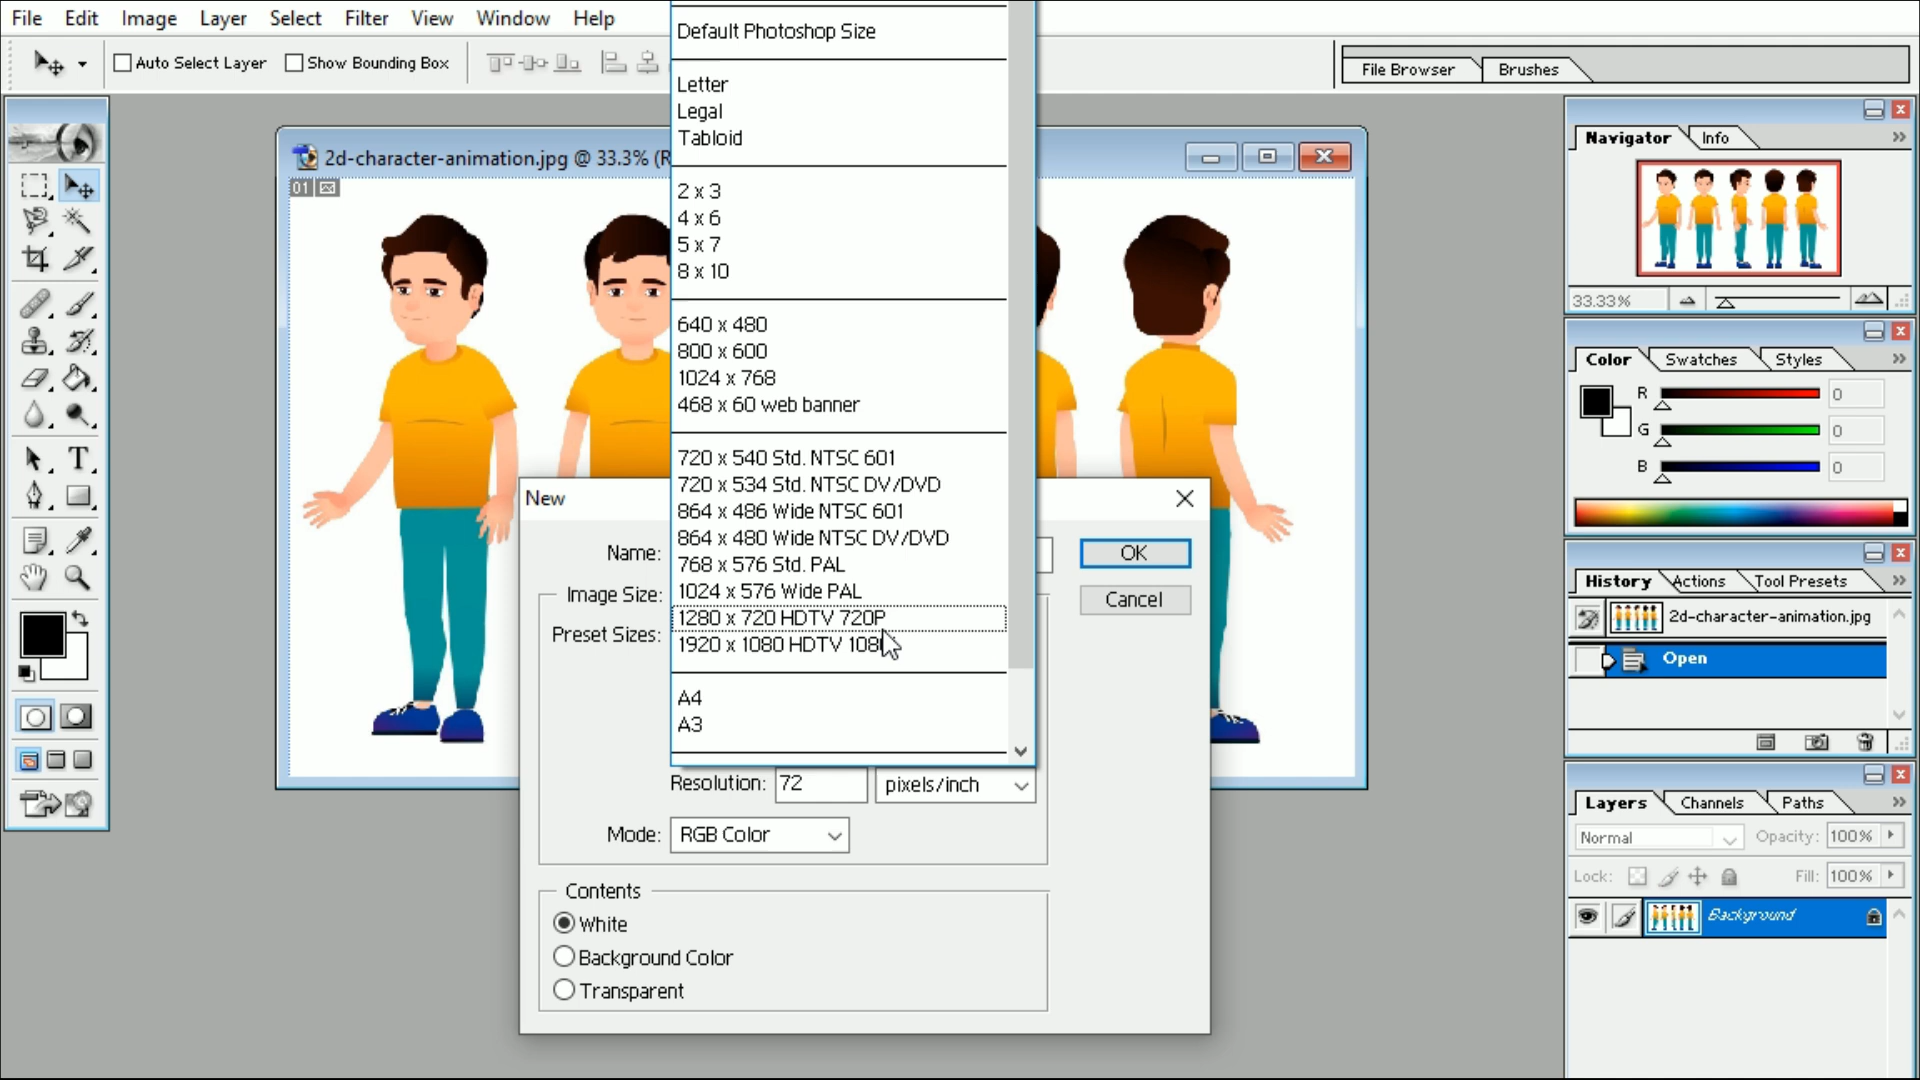 File Edit Image Layer Select Filter View Window Help
Auto Select Layer Show Bounding Box
File Browser Brushes
2d-character-animation.jpg @ 33.3% (R
01
Default Photoshop Size
Letter
Legal
Tabloid
2 x 3
4 x 6
5 x 7
8 x 10
640 x 480
800 x 600
1024 x 768
468 x 60 web banner
720 x 540 Std. NTSC 601
720 x 534 Std. NTSC DV/DVD
864 x 486 Wide NTSC 601
864 x 480 Wide NTSC DV/DVD
768 x 576 Std. PAL
1024 x 576 Wide PAL
1280 x 720 HDTV 720P
1920 x 1080 HDTV 108
A4
A3
New
Name:
OK
Image Size:
Cancel
Preset Sizes:
Resolution: 72 pixels/inch
Mode: RGB Color
Contents
White
Background Color
Transparent
Navigator Info
33.33%
Color Swatches Styles
R 0
G 0
B 0
History Actions Tool Presets
2d-character-animation.jpg
Open
Layers Channels Paths
Normal Opacity: 100%
Lock: Fill: 100%
Background